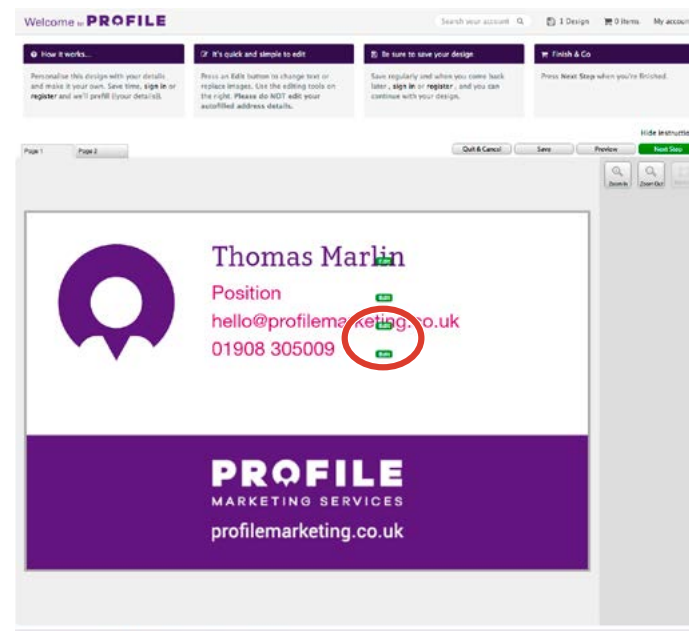 Welcome to PROFILE
Search your account
1 Design
0 Items
My account
How it works...
Personalise this design with your details
and make it your own. Save time, sign in or
register and we'll prefill (your details).
It's quick and simple to edit
Press an Edit button to change text or
replace images. Use the editing tools on
the right. Please do NOT edit your
autofilled address details.
Be sure to save your design
Save regularly and when you come back
later , sign in or register , and you can
continue with your design.
Finish & Co
Press Next Step when you're finished.
Hide Instructio
Page 1
Page 2
Quit & Cancel
Save
Preview
Next Step
Zoom In
Zoom Out
Thomas Marlin
Edit
Position
Edit
hello@profilemarketing.co.uk
Edit
01908 305009
Edit
PROFILE
MARKETING SERVICES
profilemarketing.co.uk